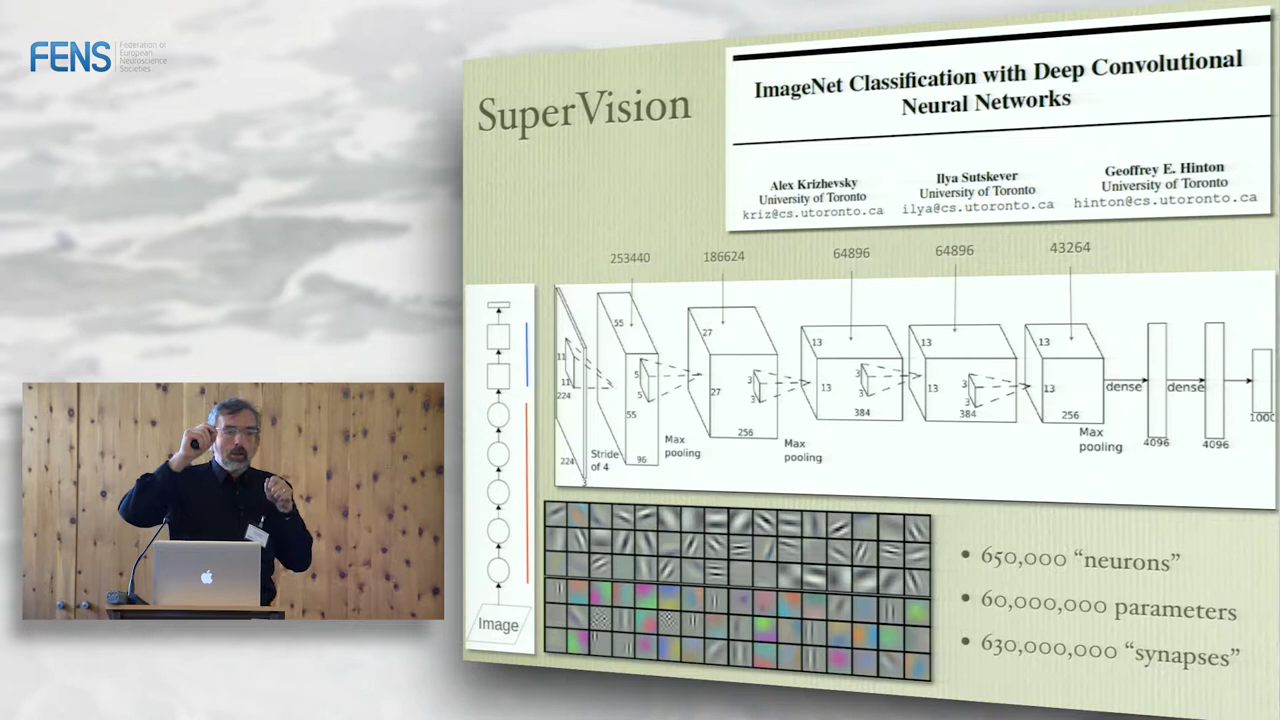 FENS
Federation of
European
Neuroscience
Societies
SuperVision
ImageNet Classification with Deep Convolutional
Neural Networks
Alex Krizhevsky
University of Toronto
kriz@cs.utoronto.ca
Ilya Sutskever
University of Toronto
ilya@cs.utoronto.ca
Geoffrey E. Hinton
University of Toronto
hinton@cs.utoronto.ca
253440
186624
64896
64896
43264
Image
11
11
224
224
Stride
of 4
55
55
96
5
5
Max
pooling
27
27
256
3
3
Max
pooling
13
13
384
3
3
13
13
384
3
3
13
13
256
Max
pooling
dense
4096
dense
4096
1000
• 650,000 “neurons”
• 60,000,000 parameters
• 630,000,000 “synapses”